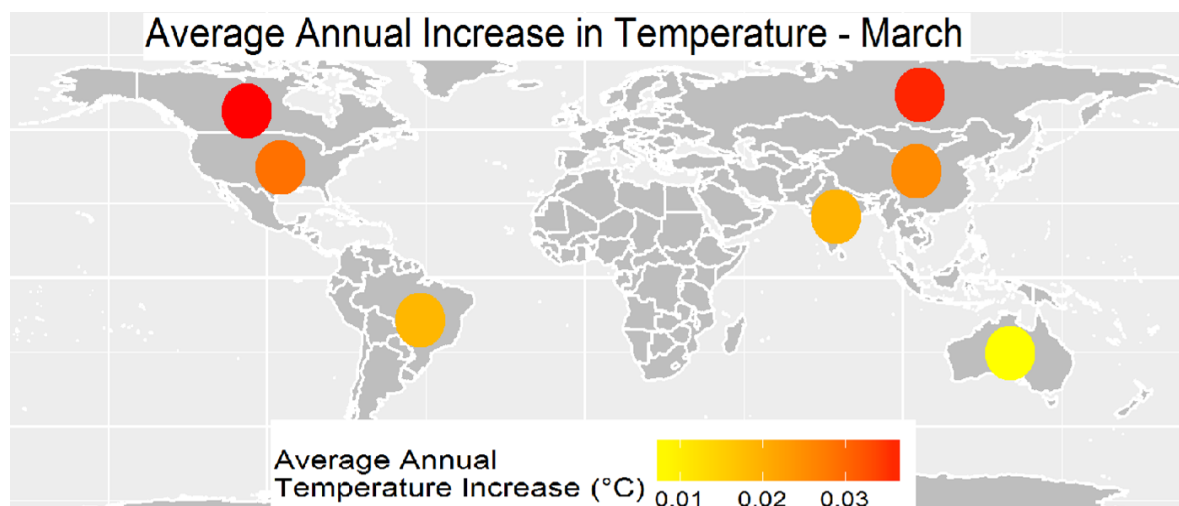 Average Annual Increase in Temperature - March
Average Annual
Temperature Increase (°C)
0.01 0.02 0.03